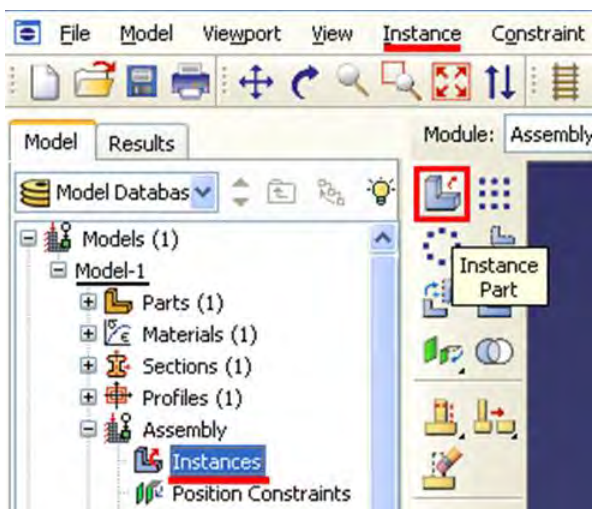 File Model Viewport View Instance Constraint
Model Results
Module: Assembly
Model Databas
Models (1)
Model-1
Instance
Part
Parts (1)
Materials (1)
Sections (1)
Profiles (1)
Assembly
Instances
Position Constraints